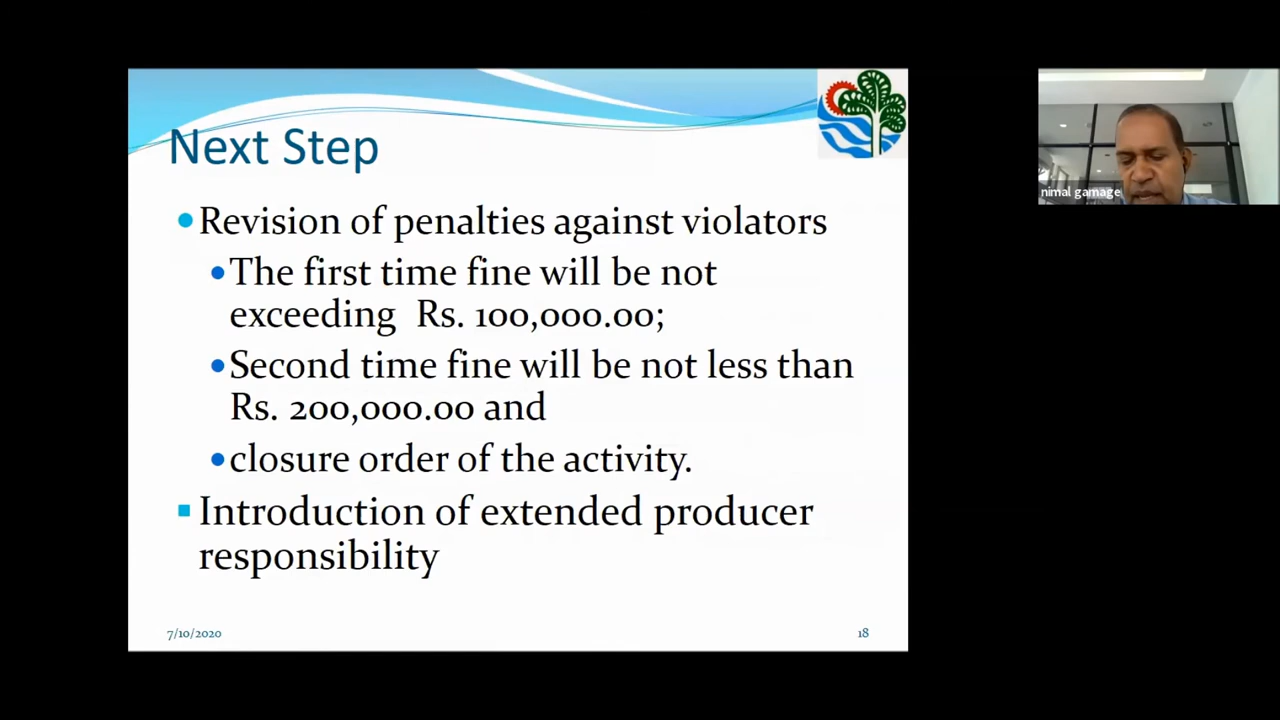 Next Step
•Revision of penalties against violators
•The first time fine will be not
exceeding Rs. 100,000.00;
•Second time fine will be not less than
Rs. 200,000.00 and
•closure order of the activity.
▪Introduction of extended producer
responsibility
7/10/2020
18
nimal gamage